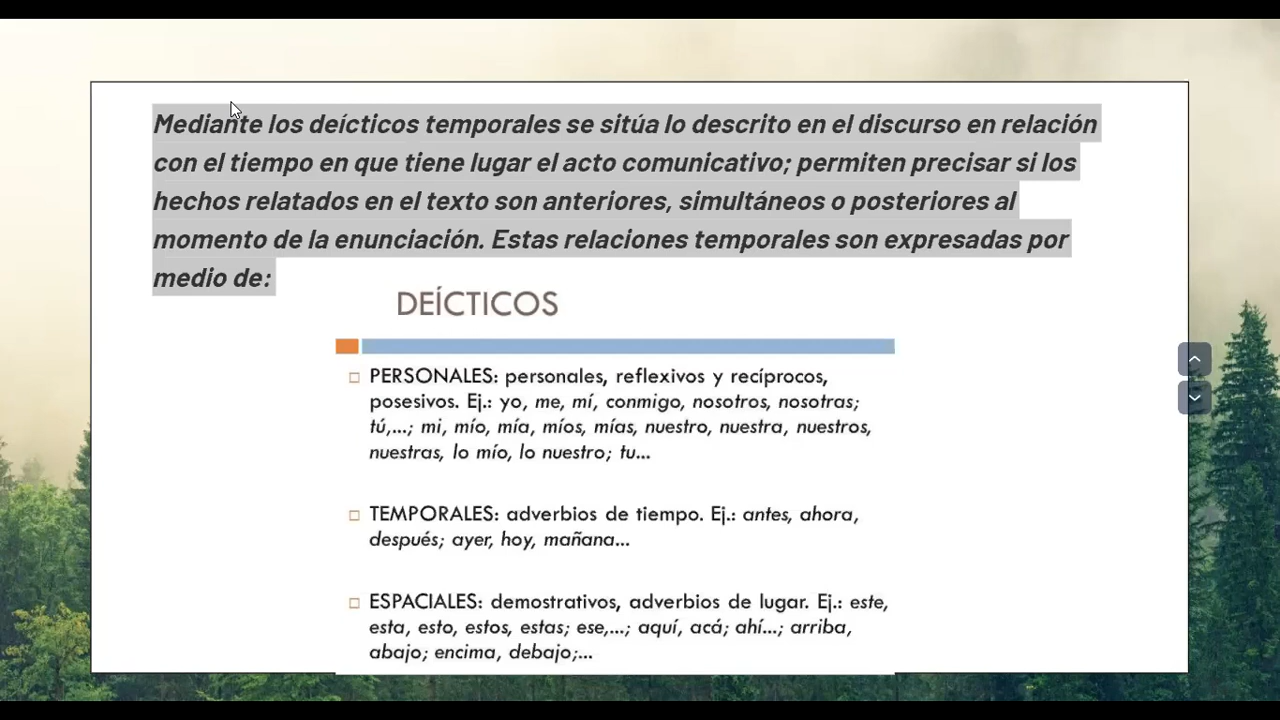 Mediante los deícticos temporales se sitúa lo descrito en el discurso en relación
con el tiempo en que tiene lugar el acto comunicativo; permiten precisar si los
hechos relatados en el texto son anteriores, simultáneos o posteriores al
momento de la enunciación. Estas relaciones temporales son expresadas por
medio de:
DEÍCTICOS
PERSONALES: personales, reflexivos y recíprocos,
posesivos. Ej.: yo, me, mí, conmigo, nosotros, nosotras;
tú,...; mi, mío, mía, míos, mías, nuestro, nuestra, nuestros,
nuestras, lo mío, lo nuestro; tu...
TEMPORALES: adverbios de tiempo. Ej.: antes, ahora,
después; ayer, hoy, mañana...
ESPACIALES: demostrativos, adverbios de lugar. Ej.: este,
esta, esto, estos, estas; ese,...; aquí, acá; ahí...; arriba,
abajo; encima, debajo;...